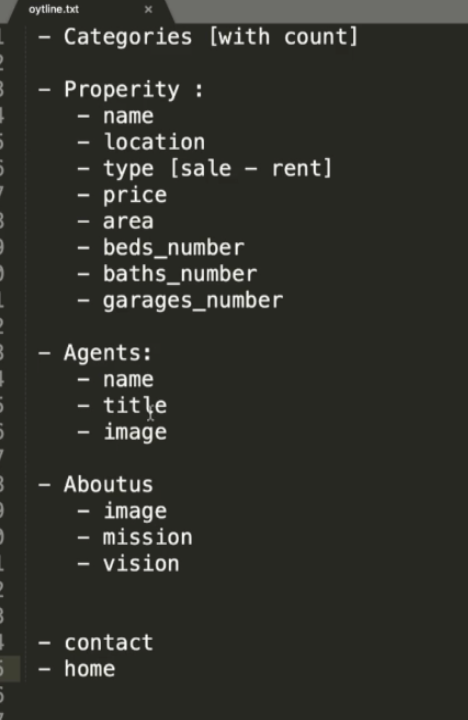 oytline.txt ×
- Categories [with count]
- Properity :
- name
- location
- type [sale - rent]
- price
- area
- beds_number
- baths_number
- garages_number
- Agents:
- name
- title
- image
- Aboutus
- image
- mission
- vision
- contact
- home